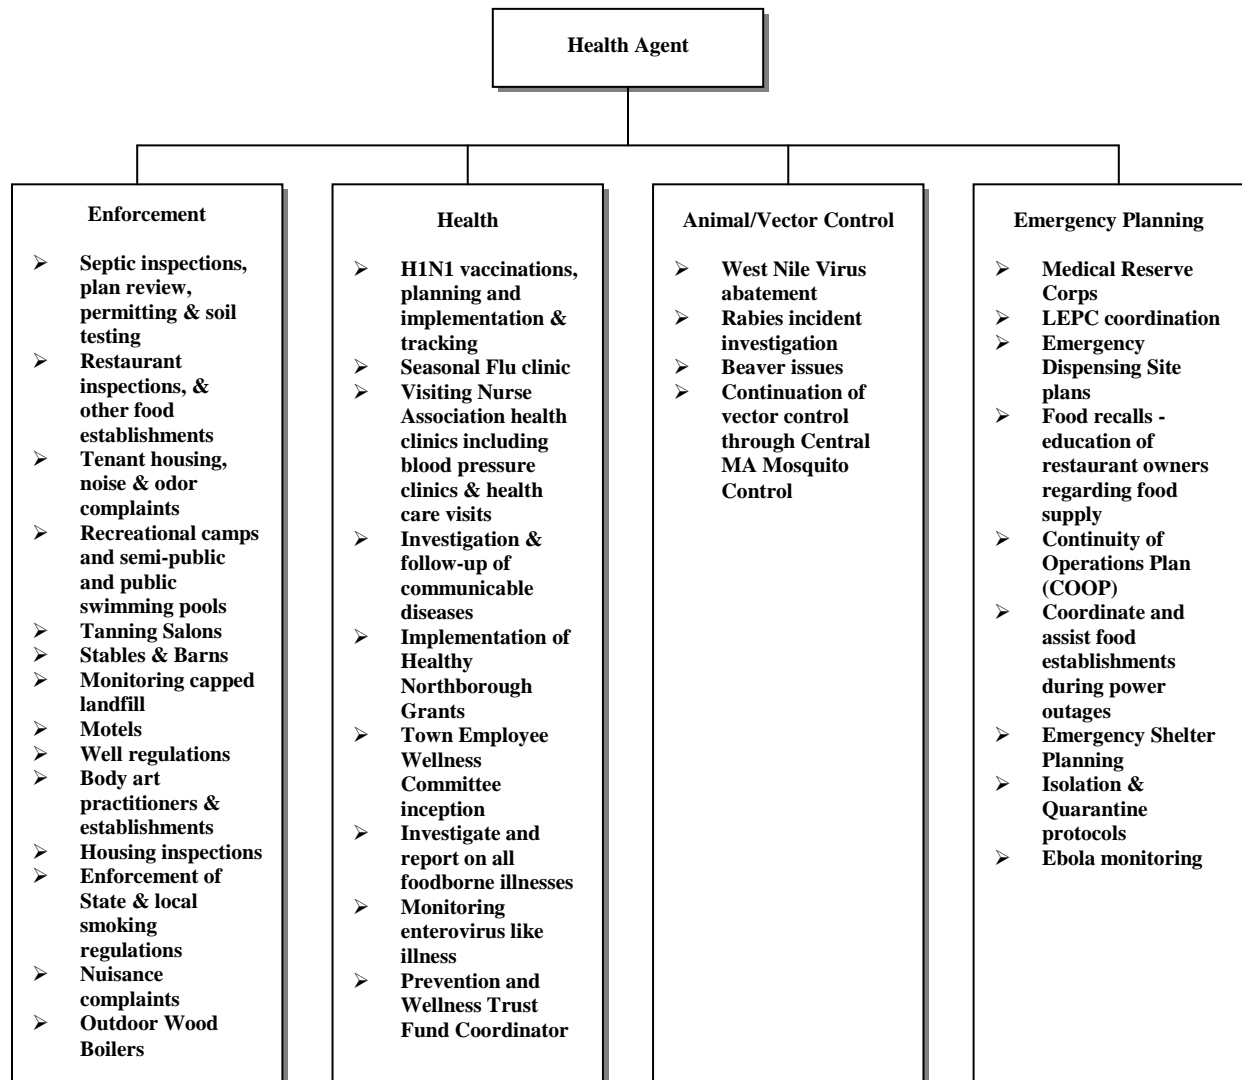 Health Agent
Enforcement
➢ Septic inspections,
plan review,
permitting & soil
testing
➢ Restaurant
inspections, &
other food
establishments
➢ Tenant housing,
noise & odor
complaints
➢ Recreational camps
and semi-public
and public
swimming pools
➢ Tanning Salons
➢ Stables & Barns
➢ Monitoring capped
landfill
➢ Motels
➢ Well regulations
➢ Body art
practitioners &
establishments
➢ Housing inspections
➢ Enforcement of
State & local
smoking
regulations
➢ Nuisance
complaints
➢ Outdoor Wood
Boilers
Health
➢ H1N1 vaccinations,
planning and
implementation &
tracking
➢ Seasonal Flu clinic
➢ Visiting Nurse
Association health
clinics including
blood pressure
clinics & health
care visits
➢ Investigation &
follow-up of
communicable
diseases
➢ Implementation of
Healthy
Northborough
Grants
➢ Town Employee
Wellness
Committee
inception
➢ Investigate and
report on all
foodborne illnesses
➢ Monitoring
enterovirus like
illness
➢ Prevention and
Wellness Trust
Fund Coordinator
Animal/Vector Control
➢ West Nile Virus
abatement
➢ Rabies incident
investigation
➢ Beaver issues
➢ Continuation of
vector control
through Central
MA Mosquito
Control
Emergency Planning
➢ Medical Reserve
Corps
➢ LEPC coordination
➢ Emergency
Dispensing Site
plans
➢ Food recalls -
education of
restaurant owners
regarding food
supply
➢ Continuity of
Operations Plan
(COOP)
➢ Coordinate and
assist food
establishments
during power
outages
➢ Emergency Shelter
Planning
➢ Isolation &
Quarantine
protocols
➢ Ebola monitoring